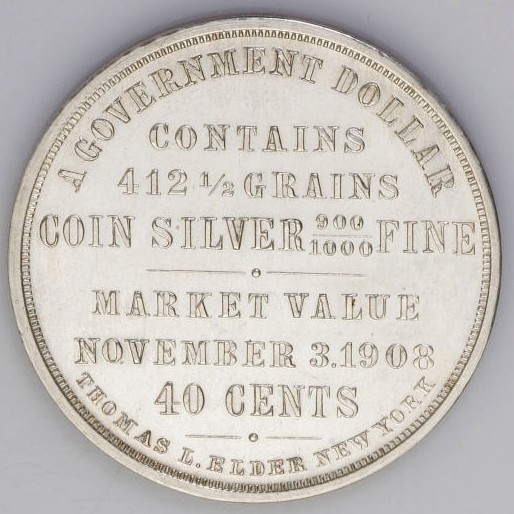 A GOVERNMENT DOLLAR
CONTAINS
412 1/2 GRAINS
COIN SILVER 900/1000 FINE
MARKET VALUE
NOVEMBER 3.1908
40 CENTS
THOMAS L. ELDER NEW YORK